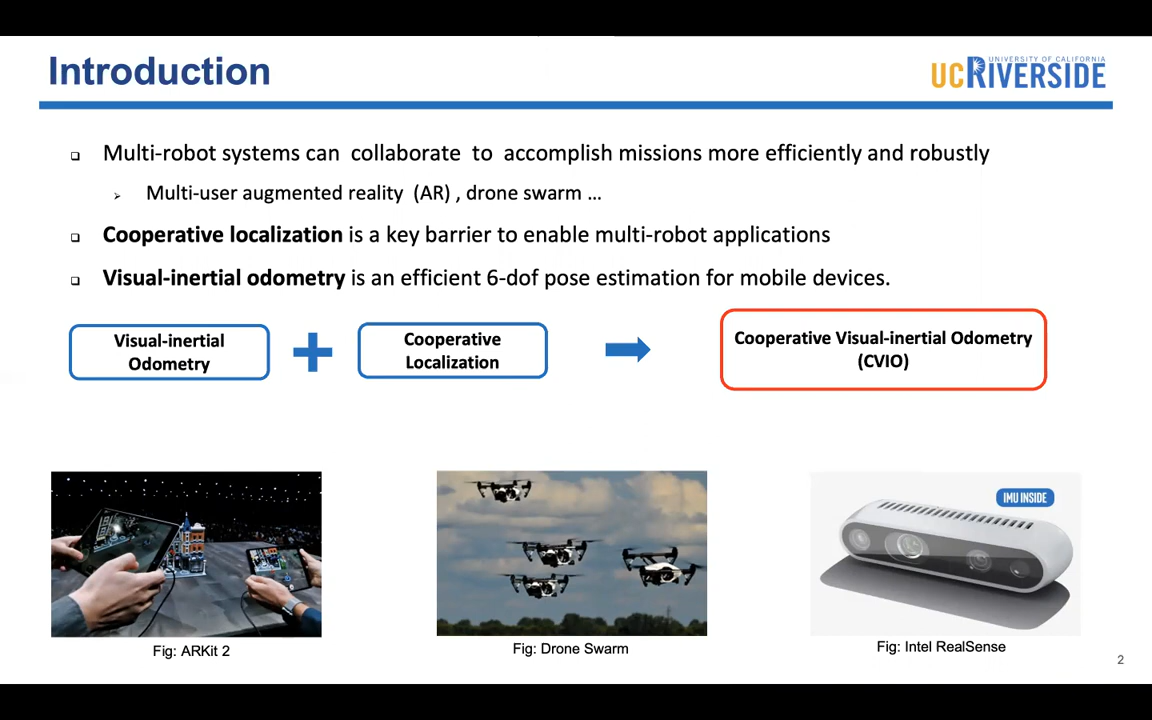 Introduction
UNIVERSITY OF CALIFORNIA
UCRIVERSIDE
Multi-robot systems can collaborate to accomplish missions more efficiently and robustly
Multi-user augmented reality (AR) , drone swarm ...
Cooperative localization is a key barrier to enable multi-robot applications
Visual-inertial odometry is an efficient 6-dof pose estimation for mobile devices.
Visual-inertial
Odometry
Cooperative
Localization
Cooperative Visual-inertial Odometry
(CVIO)
IMU INSIDE
Fig: ARKit 2
Fig: Drone Swarm
Fig: Intel RealSense
2